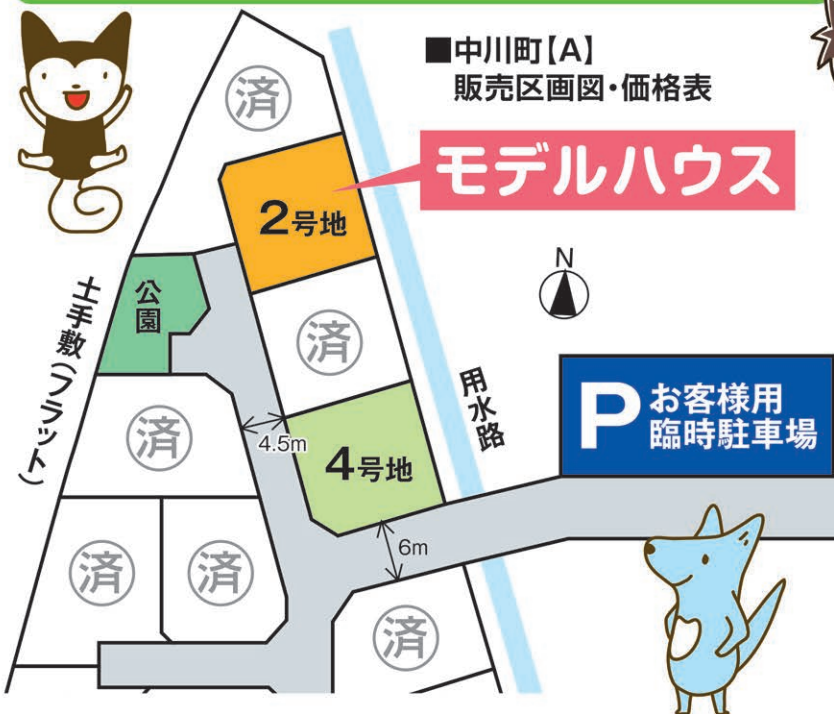 ■中川町【A】
販売区画図・価格表
済
モデルハウス
2号地
公園
N
土手敷(フラット)
済
用水路
P お客様用
臨時駐車場
済
4.5m
4号地
6m
済
済
済